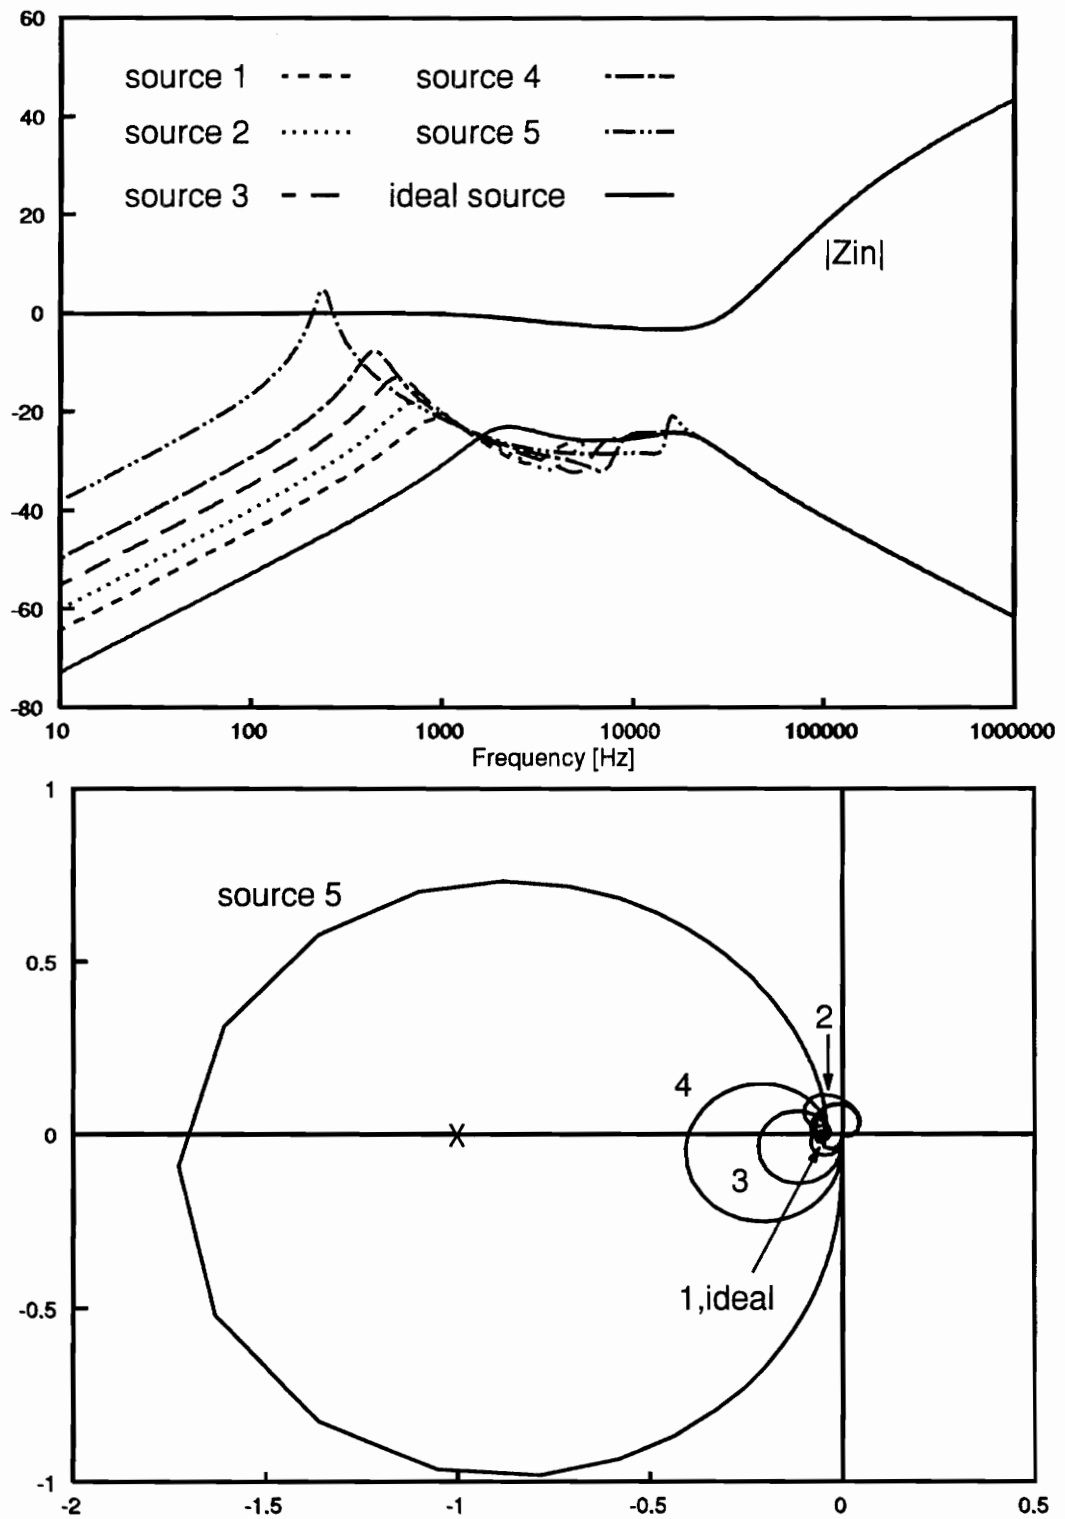 60
40
20
0
-20
-40
-60
-80
source 1
source 4
source 2
source 5
source 3
ideal source
|Zin|
10
100
1000
10000
100000
1000000
Frequency [Hz]
1
0.5
0
-0.5
-1
source 5
2
4
X
3
1,ideal
-2
-1.5
-1
-0.5
0
0.5